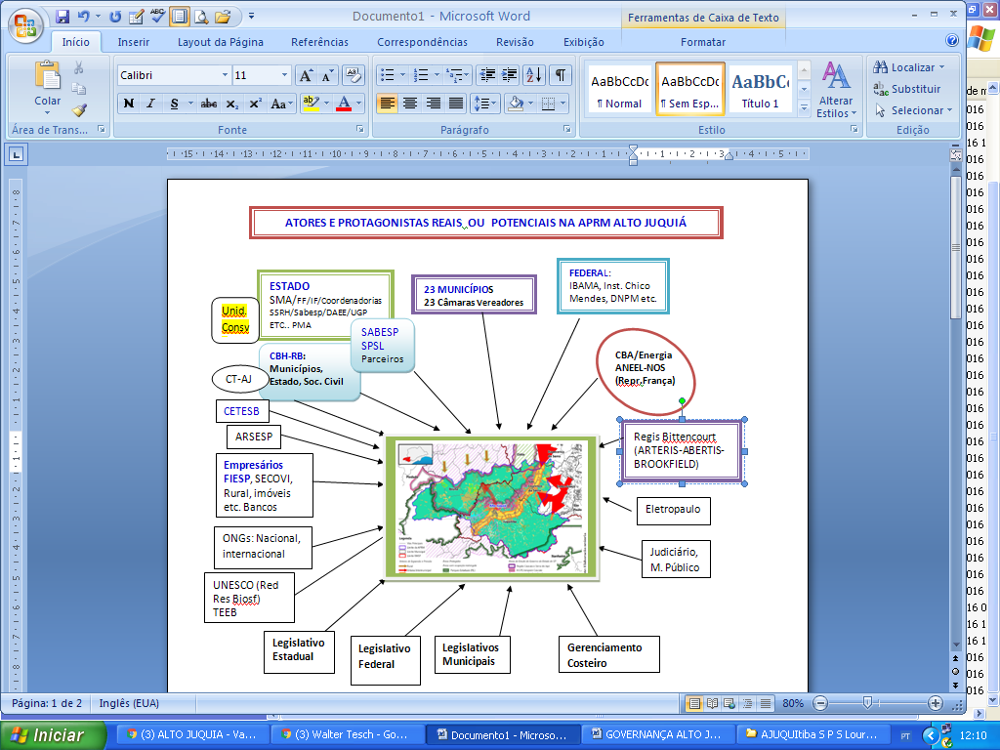 Documento1 - Microsoft Word
Ferramentas de Caixa de Texto
Início
Inserir
Layout da Página
Referências
Correspondências
Revisão
Exibição
Formatar
Colar
Calibri
11
N I S abe x₂ x² Aa
AaBbCcDc
¶ Normal
AaBbCcDc
¶ Sem Esp...
AaBbCc
Título 1
Alterar
Estilos
Localizar
Substituir
Selecionar
Área de Trans...
Fonte
Parágrafo
Estilo
Edição
ATORES E PROTAGONISTAS REAIS OU POTENCIAIS NA APRM ALTO JUQUIÁ
ESTADO
SMA/FF/IF/Coordenadorias
SSRH/Sabesp/DAEE/UGP
ETC.. PMA
23 MUNICÍPIOS
23 Câmaras Vereadores
FEDERAL:
IBAMA, Inst. Chico
Mendes, DNPM etc.
Unid.
Consv
SABESP
SPSL
Parceiros
CBH-RB:
Municípios,
Estado, Soc. Civil
CBA/Energia
ANEEL-NOS
(Repr.França)
CT-AJ
CETESB
ARSESP
Regis Bittencourt
(ARTERIS-ABERTIS-
BROOKFIELD)
Empresários
FIESP, SECOVI,
Rural, imóveis
etc. Bancos
Eletropaulo
ONGs: Nacional,
internacional
Judiciário,
M. Público
UNESCO (Red
Res Biosf)
TEEB
Legislativo
Estadual
Legislativo
Federal
Legislativos
Municipais
Gerenciamento
Costeiro
Página: 1 de 2
Inglês (EUA)
80%
Iniciar
(3) ALTO JUQUIA - Va...
(3) Walter Tesch - Go...
Documento1 - Microso...
GOVERNANÇA ALTO J...
AJUQUItiba S P S Lour...
PT
12:10